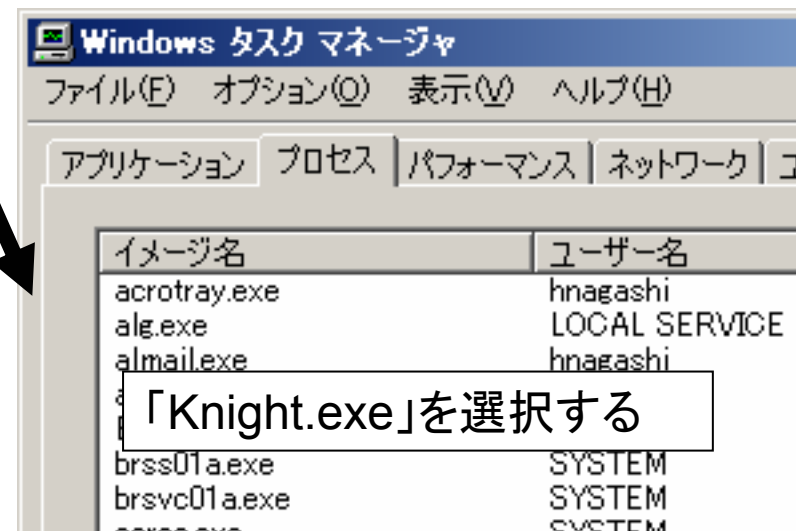 Windows タスク マネージャ
ファイル(F) オプション(O) 表示(V) ヘルプ(H)
アプリケーション プロセス パフォーマンス ネットワーク
イメージ名 ユーザー名
acrotray.exe hnagashi
alg.exe LOCAL SERVICE
almail.exe hnagashi
「Knight.exe」を選択する
brss01a.exe SYSTEM
brsvc01a.exe SYSTEM
SYSTEM